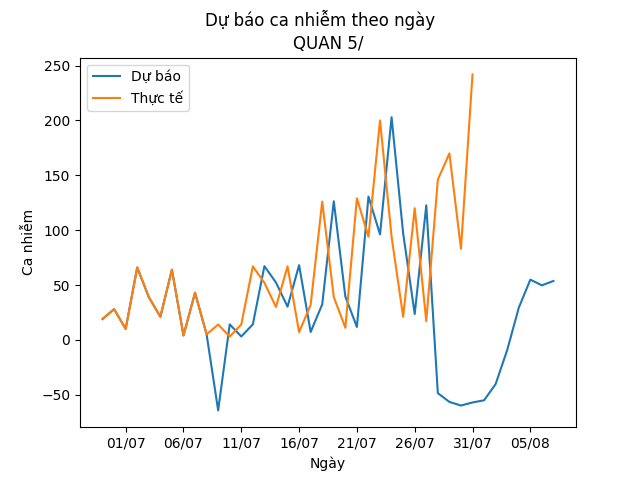 Dự báo ca nhiễm theo ngày
QUAN 5/
Dự báo
Thực tế
Ca nhiễm
250
200
150
100
50
0
−50
01/07 06/07 11/07 16/07 21/07 26/07 31/07 05/08
Ngày